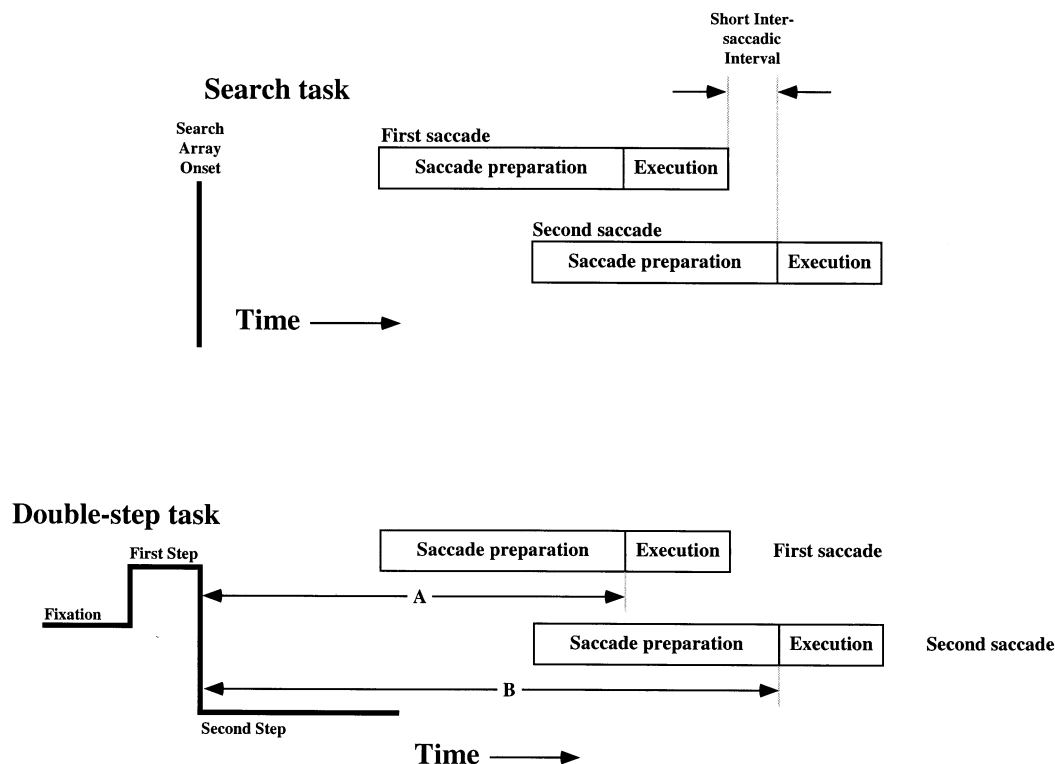 Short Inter-
saccadic
Interval
Search task
Search
Array
Onset
First saccade
Saccade preparation
Execution
Second saccade
Saccade preparation
Execution
Time
Double-step task
First Step
Fixation
Saccade preparation
Execution
First saccade
A
Saccade preparation
Execution
Second saccade
B
Second Step
Time